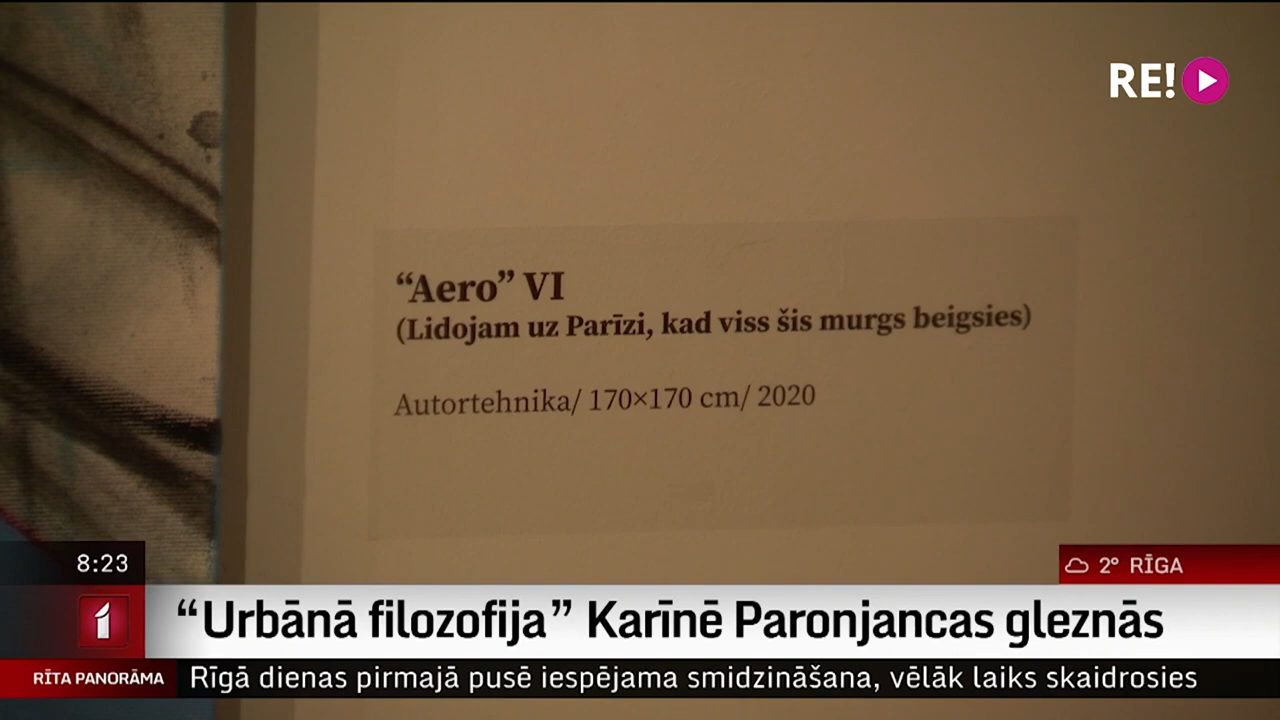 RE!
“Aero” VI
(Lidojam uz Parīzi, kad viss šis murgs beigsies)
Autortehnika/ 170×170 cm/ 2020
8:23
2° RĪGA
1
“Urbānā filozofija” Karīnē Paronjancas gleznās
RĪTA PANORĀMA
Rīgā dienas pirmajā pusē iespējama smidzināšana, vēlāk laiks skaidrosies